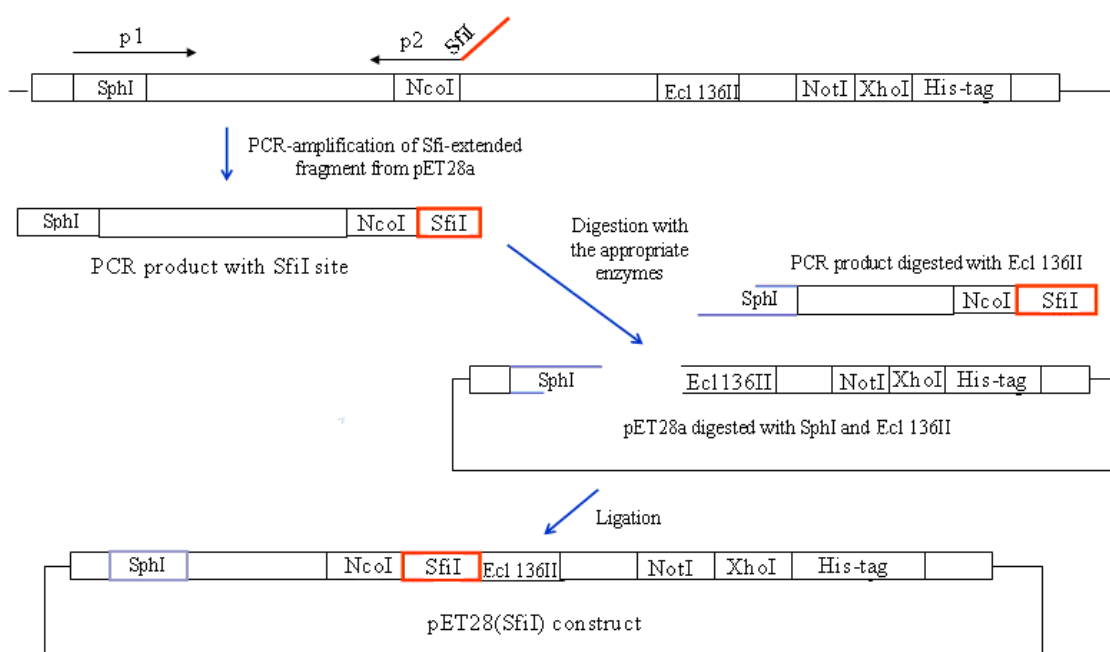 p1
p2
SfiI
SphI
NcoI
Ecl 136II
NotI
XhoI
His-tag
PCR-amplification of Sfi-extended
fragment from pET28a
SphI
NcoI
SfiI
PCR product with SfiI site
Digestion with
the appropriate
enzymes
PCR product digested with Ecl 136II
SphI
NcoI
SfiI
SphI
Ecl136II
NotI
XhoI
His-tag
pET28a digested with SphI and Ecl 136II
Ligation
SphI
NcoI
SfiI
Ecl 136II
NotI
XhoI
His-tag
pET28(SfiI) construct